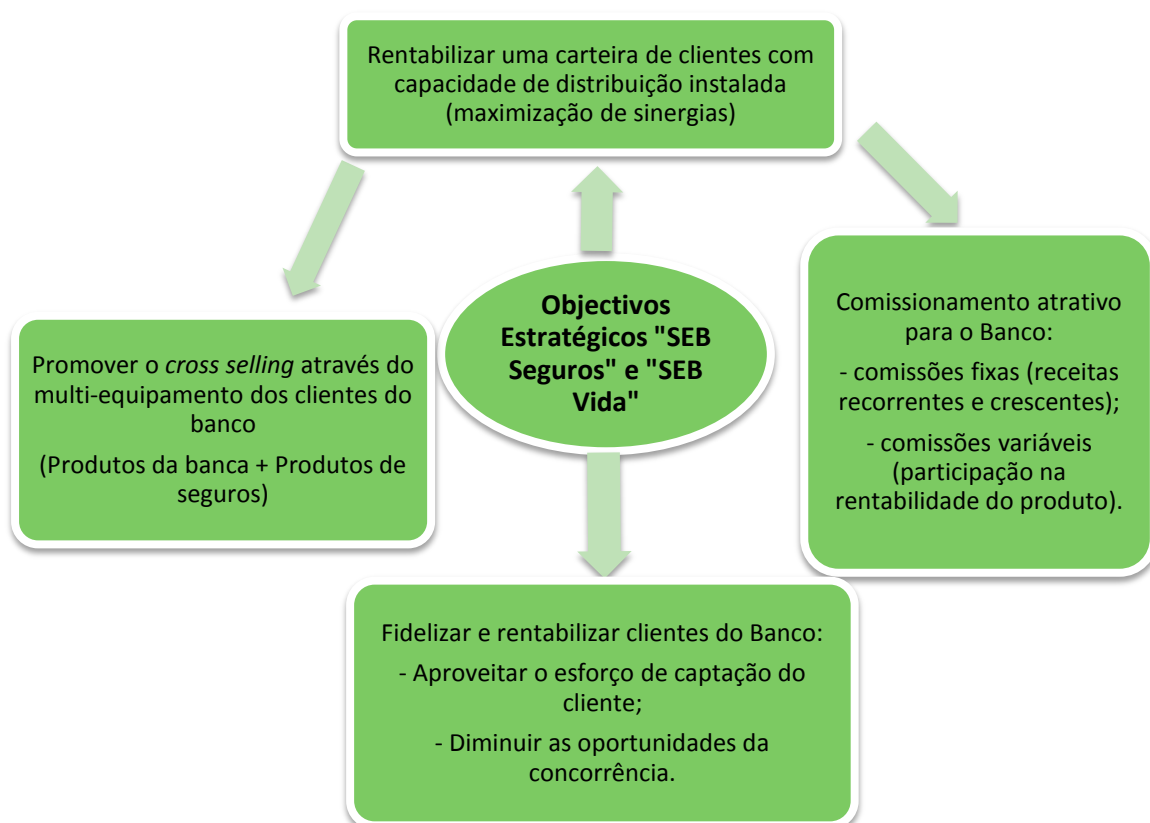 Rentabilizar uma carteira de clientes com
capacidade de distribuição instalada
(maximização de sinergias)
Objectivos
Estratégicos "SEB
Seguros" e "SEB
Vida"
Promover o cross selling através do
multi-equipamento dos clientes do
banco
(Produtos da banca + Produtos de
seguros)
Comissionamento atrativo
para o Banco:
- comissões fixas (receitas
recorrentes e crescentes);
- comissões variáveis
(participação na
rentabilidade do produto).
Fidelizar e rentabilizar clientes do Banco:
- Aproveitar o esforço de captação do
cliente;
- Diminuir as oportunidades da
concorrência.